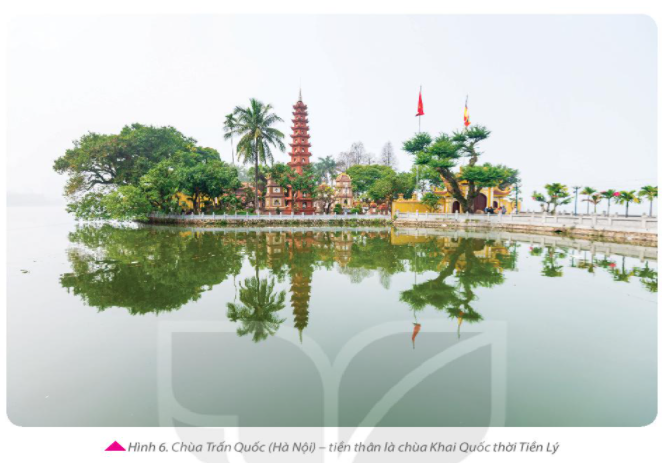 Hình 6. Chùa Trấn Quốc (Hà Nội) – tiền thân là chùa Khai Quốc thời Tiền Lý